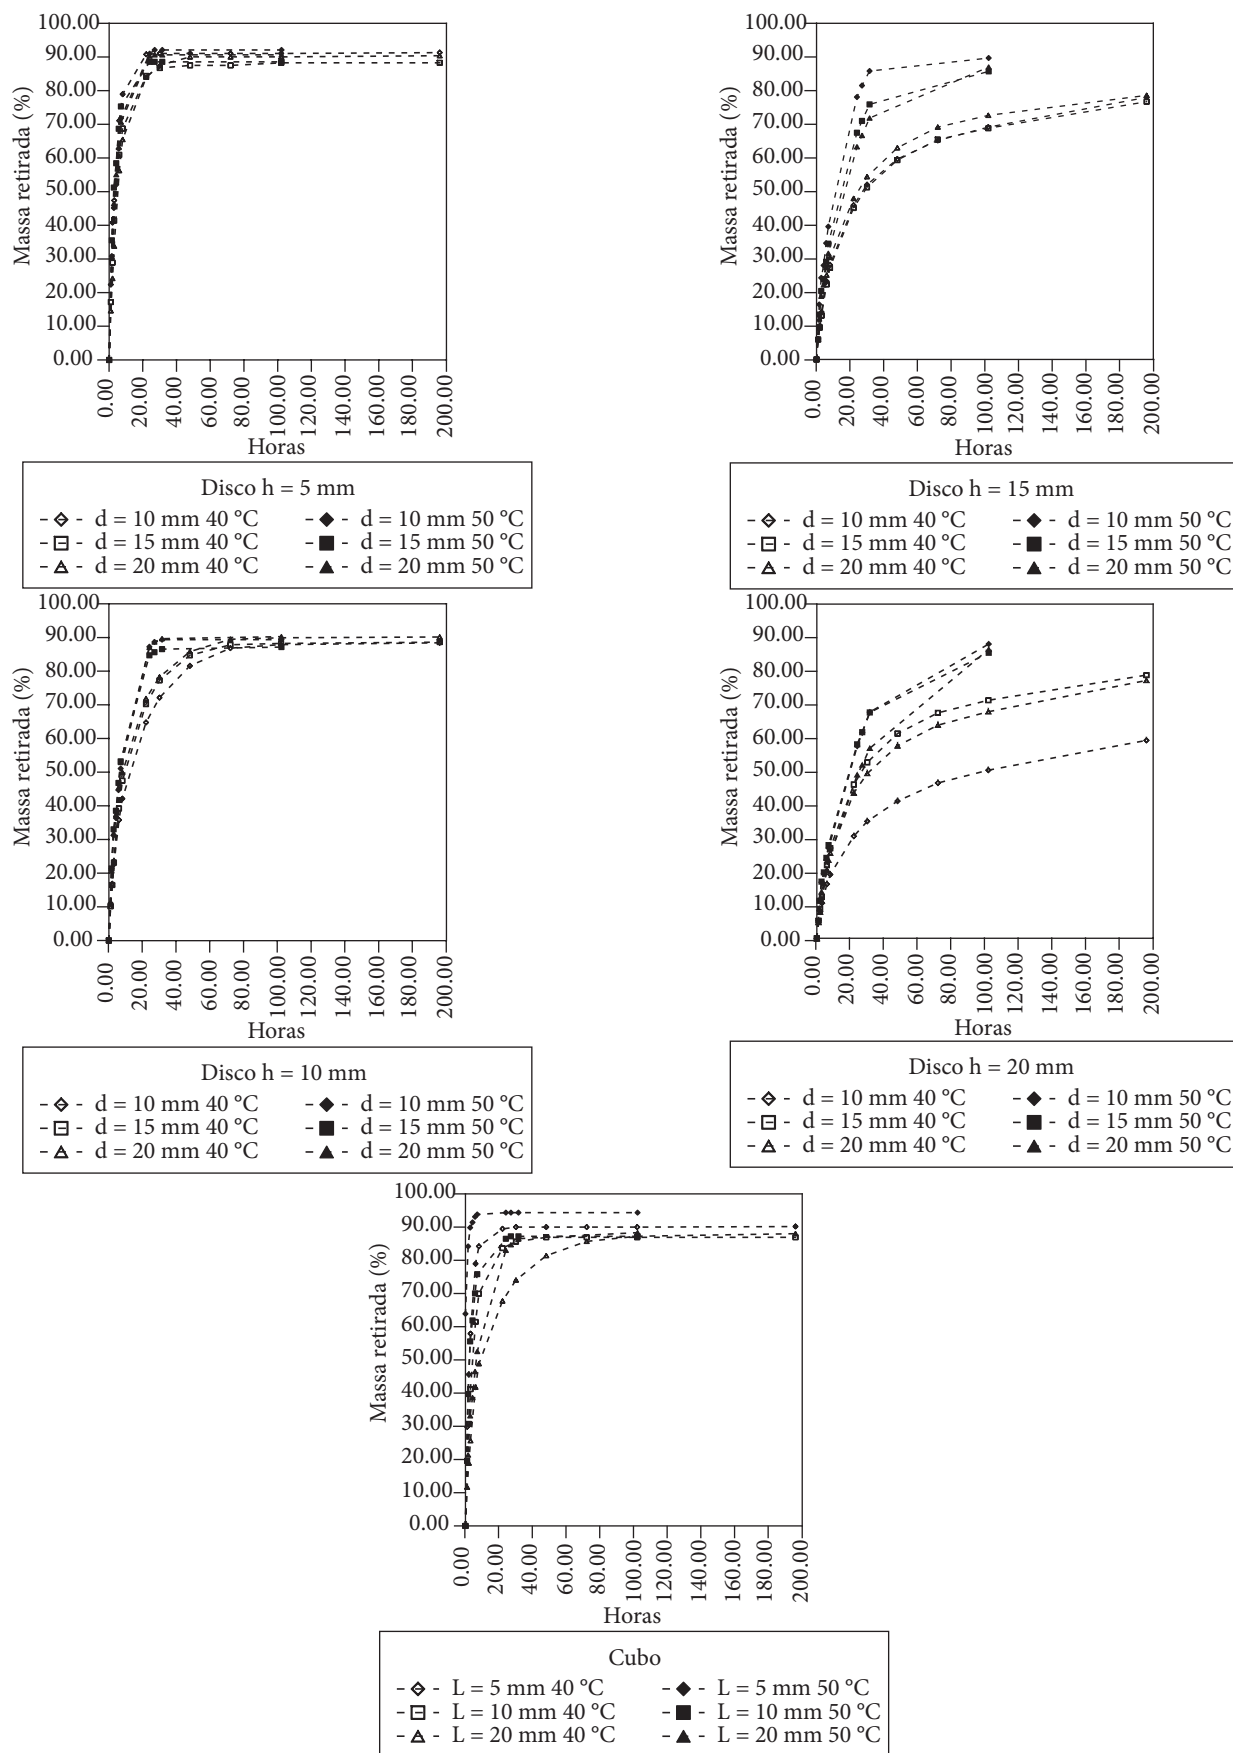 100.00
90.00
80.00
70.00
60.00
50.00
40.00
30.00
20.00
10.00
0.00
Massa retirada (%)
0.00
20.00
40.00
60.00
80.00
100.00
120.00
140.00
160.00
180.00
200.00
Horas
Disco h = 5 mm
d = 10 mm 40 °C
d = 10 mm 50 °C
d = 15 mm 40 °C
d = 15 mm 50 °C
d = 20 mm 40 °C
d = 20 mm 50 °C
100.00
90.00
80.00
70.00
60.00
50.00
40.00
30.00
20.00
10.00
0.00
Massa retirada (%)
0.00
20.00
40.00
60.00
80.00
100.00
120.00
140.00
160.00
180.00
200.00
Horas
Disco h = 15 mm
d = 10 mm 40 °C
d = 10 mm 50 °C
d = 15 mm 40 °C
d = 15 mm 50 °C
d = 20 mm 40 °C
d = 20 mm 50 °C
100.00
90.00
80.00
70.00
60.00
50.00
40.00
30.00
20.00
10.00
0.00
Massa retirada (%)
0.00
20.00
40.00
60.00
80.00
100.00
120.00
140.00
160.00
180.00
200.00
Horas
Disco h = 10 mm
d = 10 mm 40 °C
d = 10 mm 50 °C
d = 15 mm 40 °C
d = 15 mm 50 °C
d = 20 mm 40 °C
d = 20 mm 50 °C
100.00
90.00
80.00
70.00
60.00
50.00
40.00
30.00
20.00
10.00
0.00
Massa retirada (%)
0.00
20.00
40.00
60.00
80.00
100.00
120.00
140.00
160.00
180.00
200.00
Horas
Disco h = 20 mm
d = 10 mm 40 °C
d = 10 mm 50 °C
d = 15 mm 40 °C
d = 15 mm 50 °C
d = 20 mm 40 °C
d = 20 mm 50 °C
100.00
90.00
80.00
70.00
60.00
50.00
40.00
30.00
20.00
10.00
0.00
Massa retirada (%)
0.00
20.00
40.00
60.00
80.00
100.00
120.00
140.00
160.00
180.00
200.00
Horas
Cubo
L = 5 mm 40 °C
L = 5 mm 50 °C
L = 10 mm 40 °C
L = 10 mm 50 °C
L = 20 mm 40 °C
L = 20 mm 50 °C